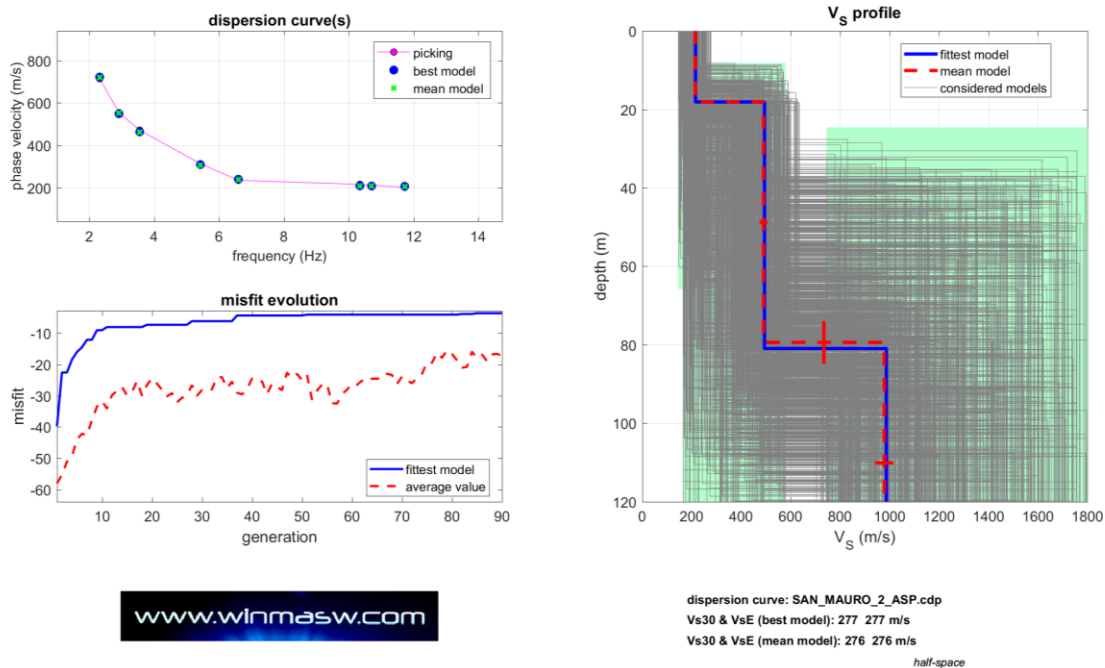 dispersion curve(s)
phase velocity (m/s)
800
600
400
200
picking
best model
mean model
2 4 6 8 10 12 14
frequency (Hz)
misfit evolution
misfit
-10
-20
-30
-40
-50
-60
fittest model
average value
10 20 30 40 50 60 70 80 90
generation
www.winmasw.com
V_S profile
depth (m)
0
20
40
60
80
100
120
fittest model
mean model
considered models
0 200 400 600 800 1000 1200 1400 1600 1800
V_S (m/s)
dispersion curve: SAN_MAURO_2_ASP.cdp
Vs30 & VsE (best model): 277 277 m/s
Vs30 & VsE (mean model): 276 276 m/s
half-space